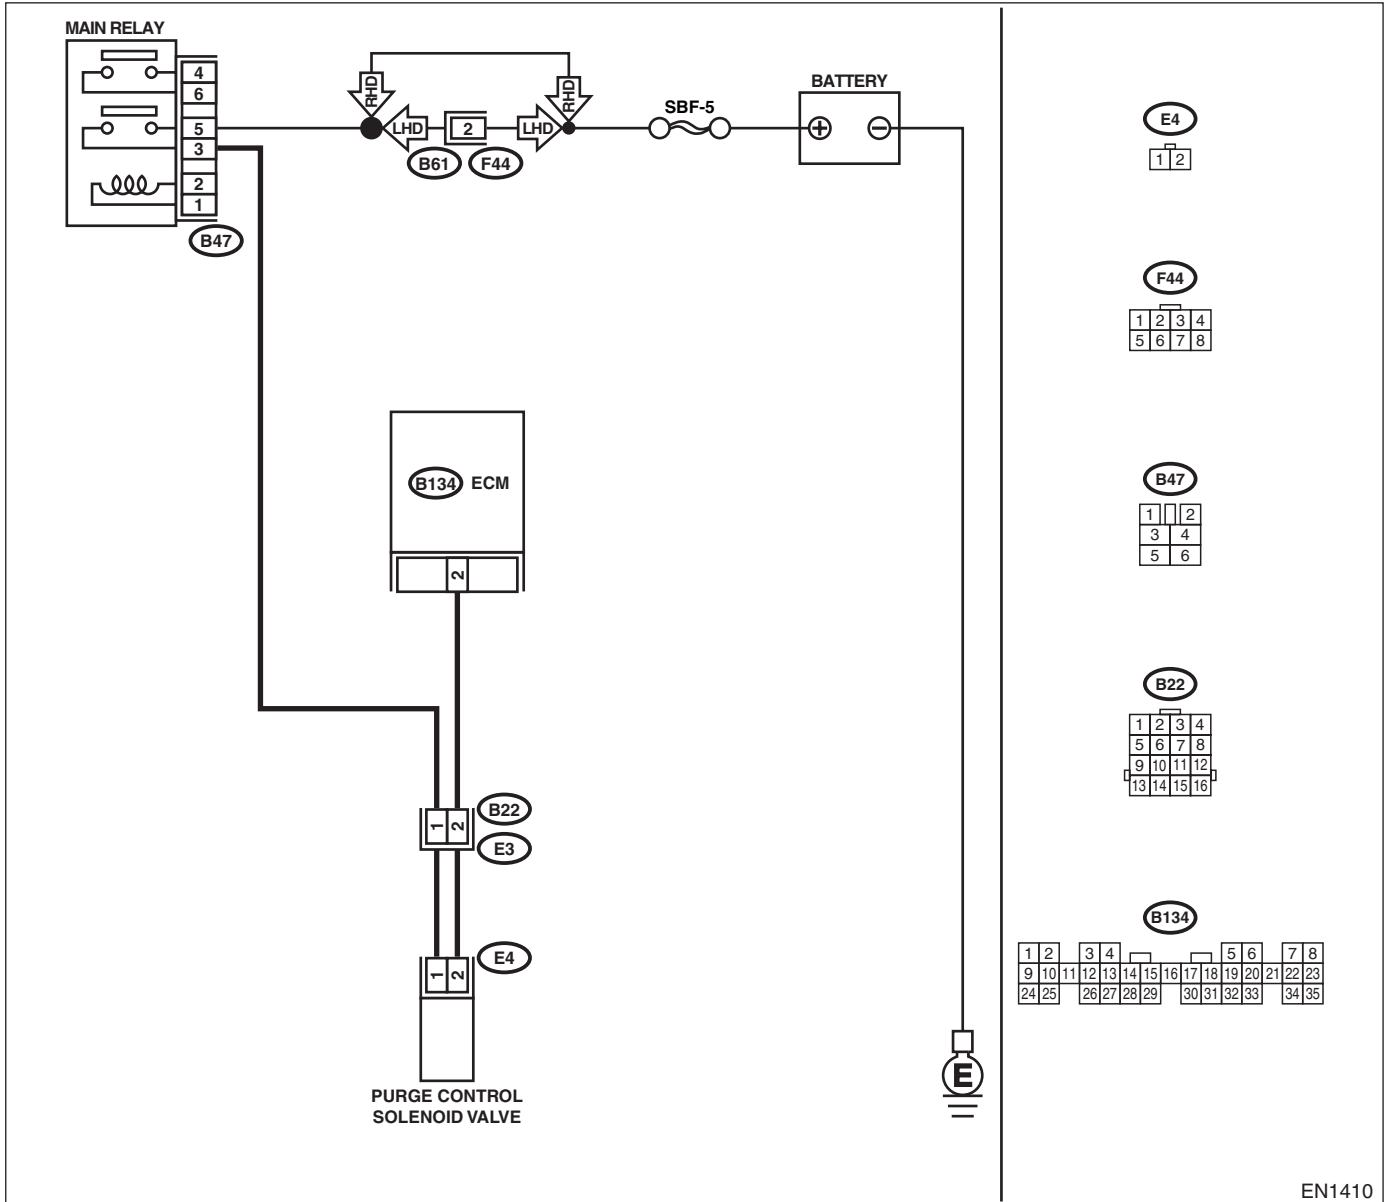 MAIN RELAY
4
6
5
3
2
1
B47
RHD
RHD
LHD
2
LHD
B61
F44
SBF-5
BATTERY
+
−
B134 ECM
2
1 2
B22
E3
1 2
E4
PURGE CONTROL
SOLENOID VALVE
E
E4
1 2
F44
1 2 3 4
5 6 7 8
B47
1 2
3 4
5 6
B22
1 2 3 4
5 6 7 8
9 10 11 12
13 14 15 16
B134
1 2 3 4 5 6 7 8
9 10 11 12 13 14 15 16 17 18 19 20 21 22 23
24 25 26 27 28 29 30 31 32 33 34 35
EN1410